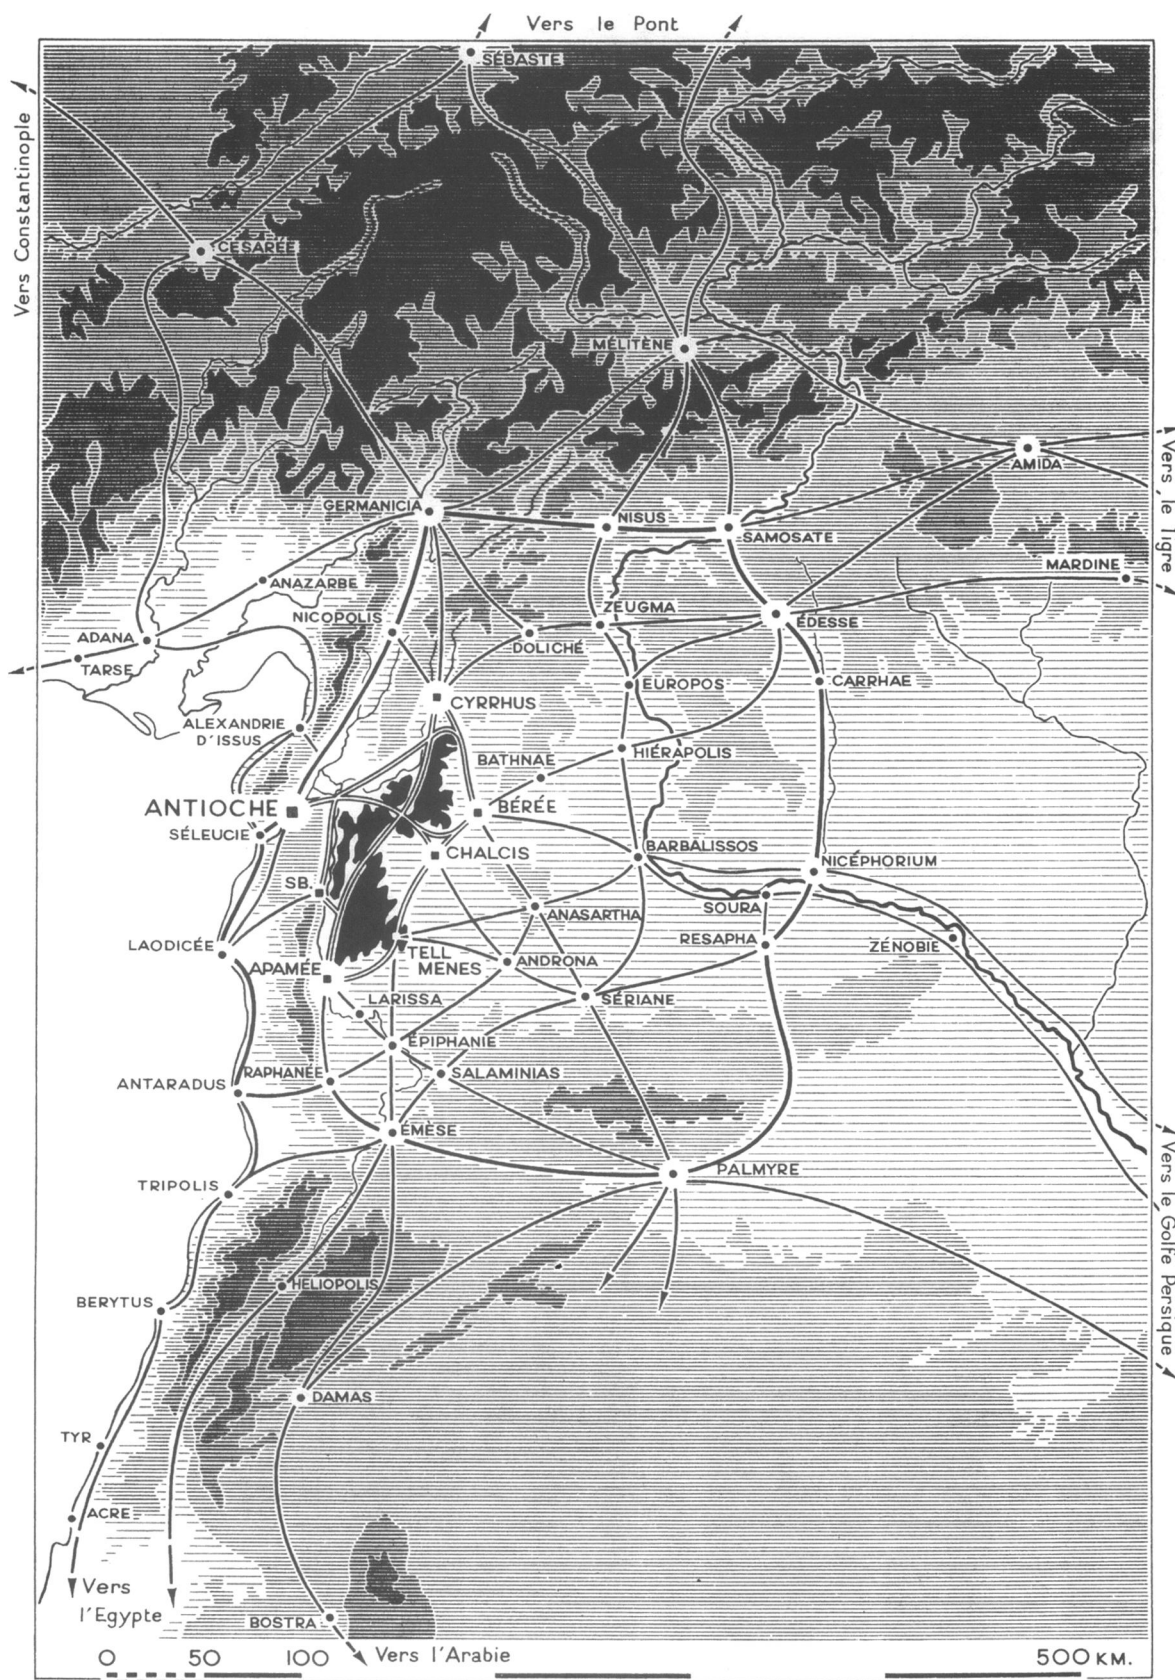 Vers le Pont
SÉBASTE
Vers Constantinople
CÉSARÉE
MÉLITÈNE
AMIDA
Vers le Tigre
GERMANICIA
NISUS
SAMOSATE
MARDINE
ANAZARBE
NICOPOLIS
ZEUGMA
ÉDESSE
ADANA
DOLICHÉ
TARSE
EUROPOS
CARRHAE
CYRRHUS
ALEXANDRIE
D'ISSUS
HIÉRAPOLIS
BATHNAE
ANTIOCHE
BÉRÉE
SÉLEUCIE
CHALCIS
BARBALISSOS
NICÉPHORIUM
SB.
SOURA
ANASARTHA
LAODICÉE
TELL
MENES
RESAPHA
ZÉNOBIE
APAMÉE
ANDRONA
LARISSA
SÉRIANE
ÉPIPHANIE
RAPHANÉE
SALAMINIAS
ANTARADUS
ÉMÈSE
PALMYRE
TRIPOLIS
Vers le Golfe Persique
HELIOPOLIS
BERYTUS
DAMAS
TYR
ACRE
Vers
l'Egypte
BOSTRA
Vers l'Arabie
0 50 100 500 KM.